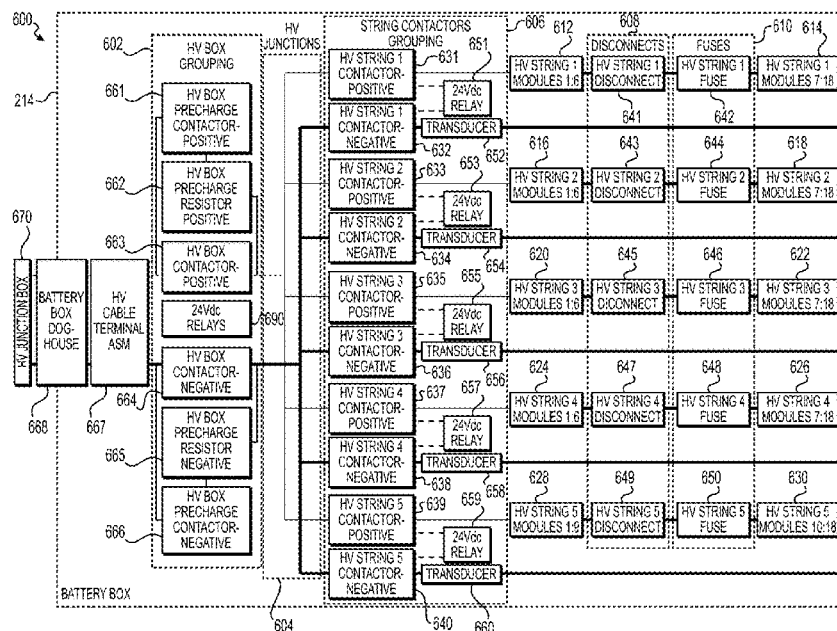 600
602
HV BOX
GROUPING
HV
JUNCTIONS
STRING CONTACTORS
GROUPING
606
612
608
610
614
214
661
HV BOX
PRECHARGE
CONTACTOR-
POSITIVE
662
HV BOX
PRECHARGE
RESISTOR
POSITIVE
663
HV BOX
CONTACTOR-
POSITIVE
24Vdc
RELAYS
6690
664
HV BOX
CONTACTOR-
NEGATIVE
665
HV BOX
PRECHARGE
RESISTOR
NEGATIVE
666
HV BOX
PRECHARGE
CONTACTOR-
NEGATIVE
670
HV JUNCTION BOX
BATTERY
BOX
DOG-
HOUSE
668
HV
CABLE
TERMINAL
ASM
667
BATTERY BOX
604
HV STRING 1
CONTACTOR-
POSITIVE
631
651
24Vdc
RELAY
HV STRING 1
CONTACTOR-
NEGATIVE
632
TRANSDUCER
652
HV STRING 2
CONTACTOR-
POSITIVE
633
653
24Vdc
RELAY
HV STRING 2
CONTACTOR-
NEGATIVE
634
TRANSDUCER
654
HV STRING 3
CONTACTOR-
POSITIVE
635
655
24Vdc
RELAY
HV STRING 3
CONTACTOR-
NEGATIVE
636
TRANSDUCER
656
HV STRING 4
CONTACTOR-
POSITIVE
637
657
24Vdc
RELAY
HV STRING 4
CONTACTOR-
NEGATIVE
638
TRANSDUCER
658
HV STRING 5
CONTACTOR-
POSITIVE
639
659
24Vdc
RELAY
HV STRING 5
CONTACTOR-
NEGATIVE
640
TRANSDUCER
660
DISCONNECTS
FUSES
HV STRING 1
MODULES 1:6
HV STRING 1
DISCONNECT
641
HV STRING 1
FUSE
642
HV STRING 1
MODULES 7:18
616
643
644
618
HV STRING 2
MODULES 1:6
HV STRING 2
DISCONNECT
HV STRING 2
FUSE
HV STRING 2
MODULES 7:18
620
645
646
622
HV STRING 3
MODULES 1:6
HV STRING 3
DICONNECT
HV STRING 3
FUSE
HV STRING 3
MODULES 7:18
624
647
648
626
HV STRING 4
MODULES 1:6
HV STRING 4
DISCONNECT
HV STRING 4
FUSE
HV STRING 4
MODULES 7:18
628
649
650
630
HV STRING 5
MODULES 1:9
HV STRING 5
DISCONNECT
HV STRING 5
FUSE
HV STRING 5
MODULES 10:18